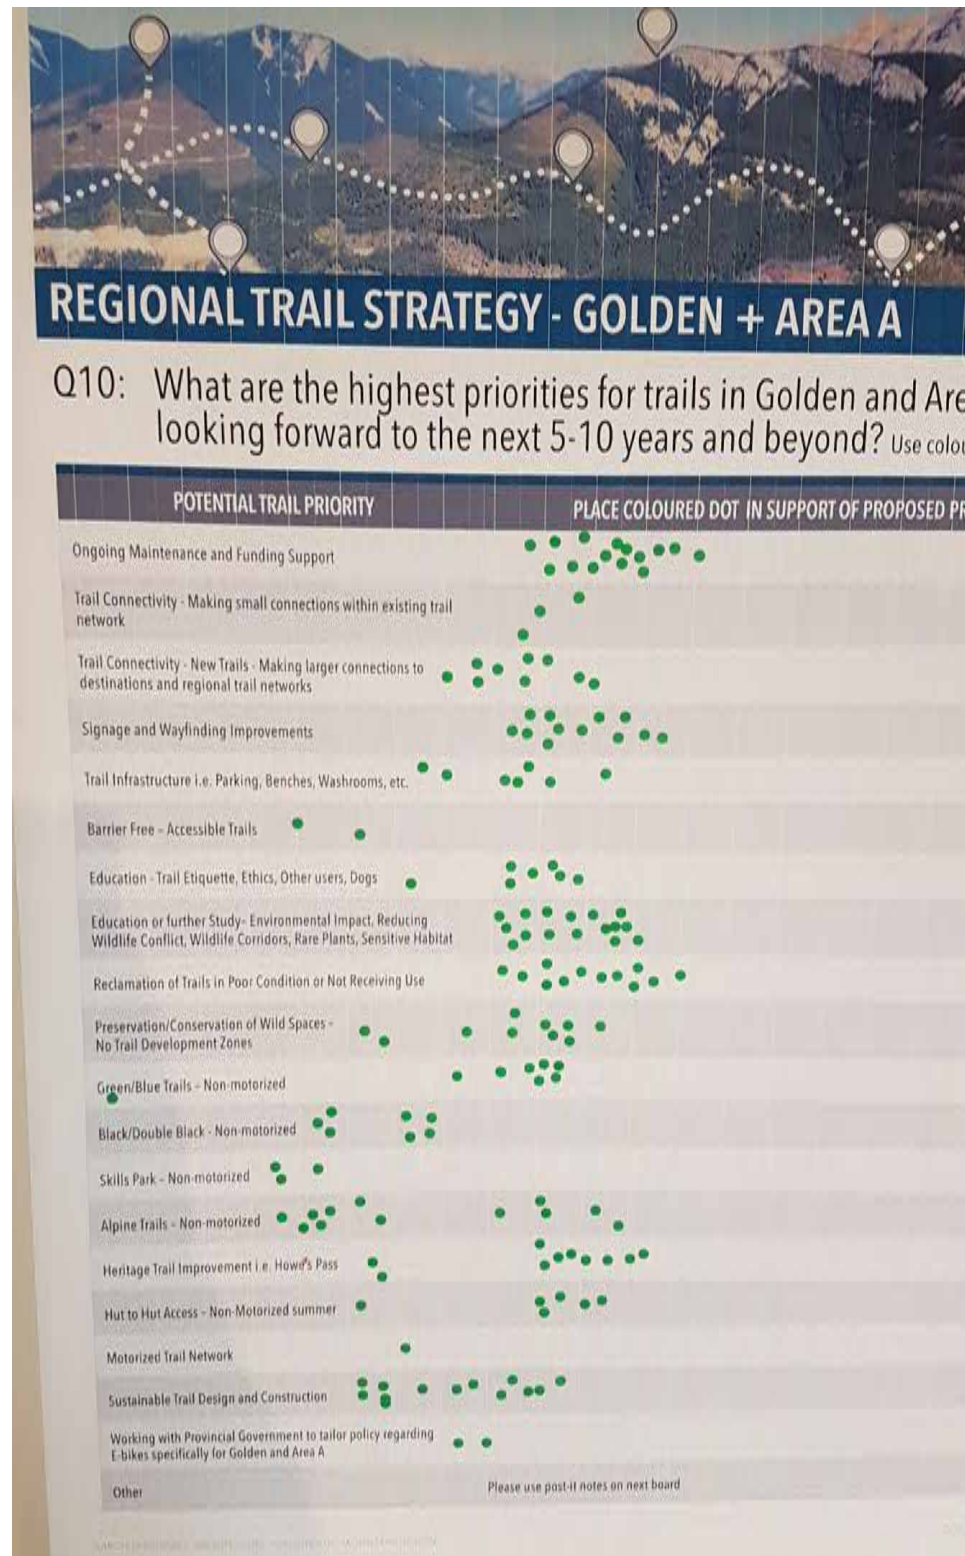 REGIONAL TRAIL STRATEGY - GOLDEN + AREA A
Q10: What are the highest priorities for trails in Golden and Are
looking forward to the next 5-10 years and beyond? Use colou
POTENTIAL TRAIL PRIORITY PLACE COLOURED DOT IN SUPPORT OF PROPOSED PR
Ongoing Maintenance and Funding Support
Trail Connectivity - Making small connections within existing trail
network
Trail Connectivity - New Trails - Making larger connections to
destinations and regional trail networks
Signage and Wayfinding Improvements
Trail Infrastructure i.e. Parking, Benches, Washrooms, etc.
Barrier Free - Accessible Trails
Education - Trail Etiquette, Ethics, Other users, Dogs
Education or further Study- Environmental Impact, Reducing
Wildlife Conflict, Wildlife Corridors, Rare Plants, Sensitive Habitat
Reclamation of Trails in Poor Condition or Not Receiving Use
Preservation/Conservation of Wild Spaces -
No Trail Development Zones
Green/Blue Trails - Non-motorized
Black/Double Black - Non-motorized
Skills Park - Non-motorized
Alpine Trails - Non-motorized
Heritage Trail Improvement i.e. Howe's Pass
Hut to Hut Access - Non-Motorized summer
Motorized Trail Network
Sustainable Trail Design and Construction
Working with Provincial Government to tailor policy regarding
E-bikes specifically for Golden and Area A
Other Please use post-it notes on next board